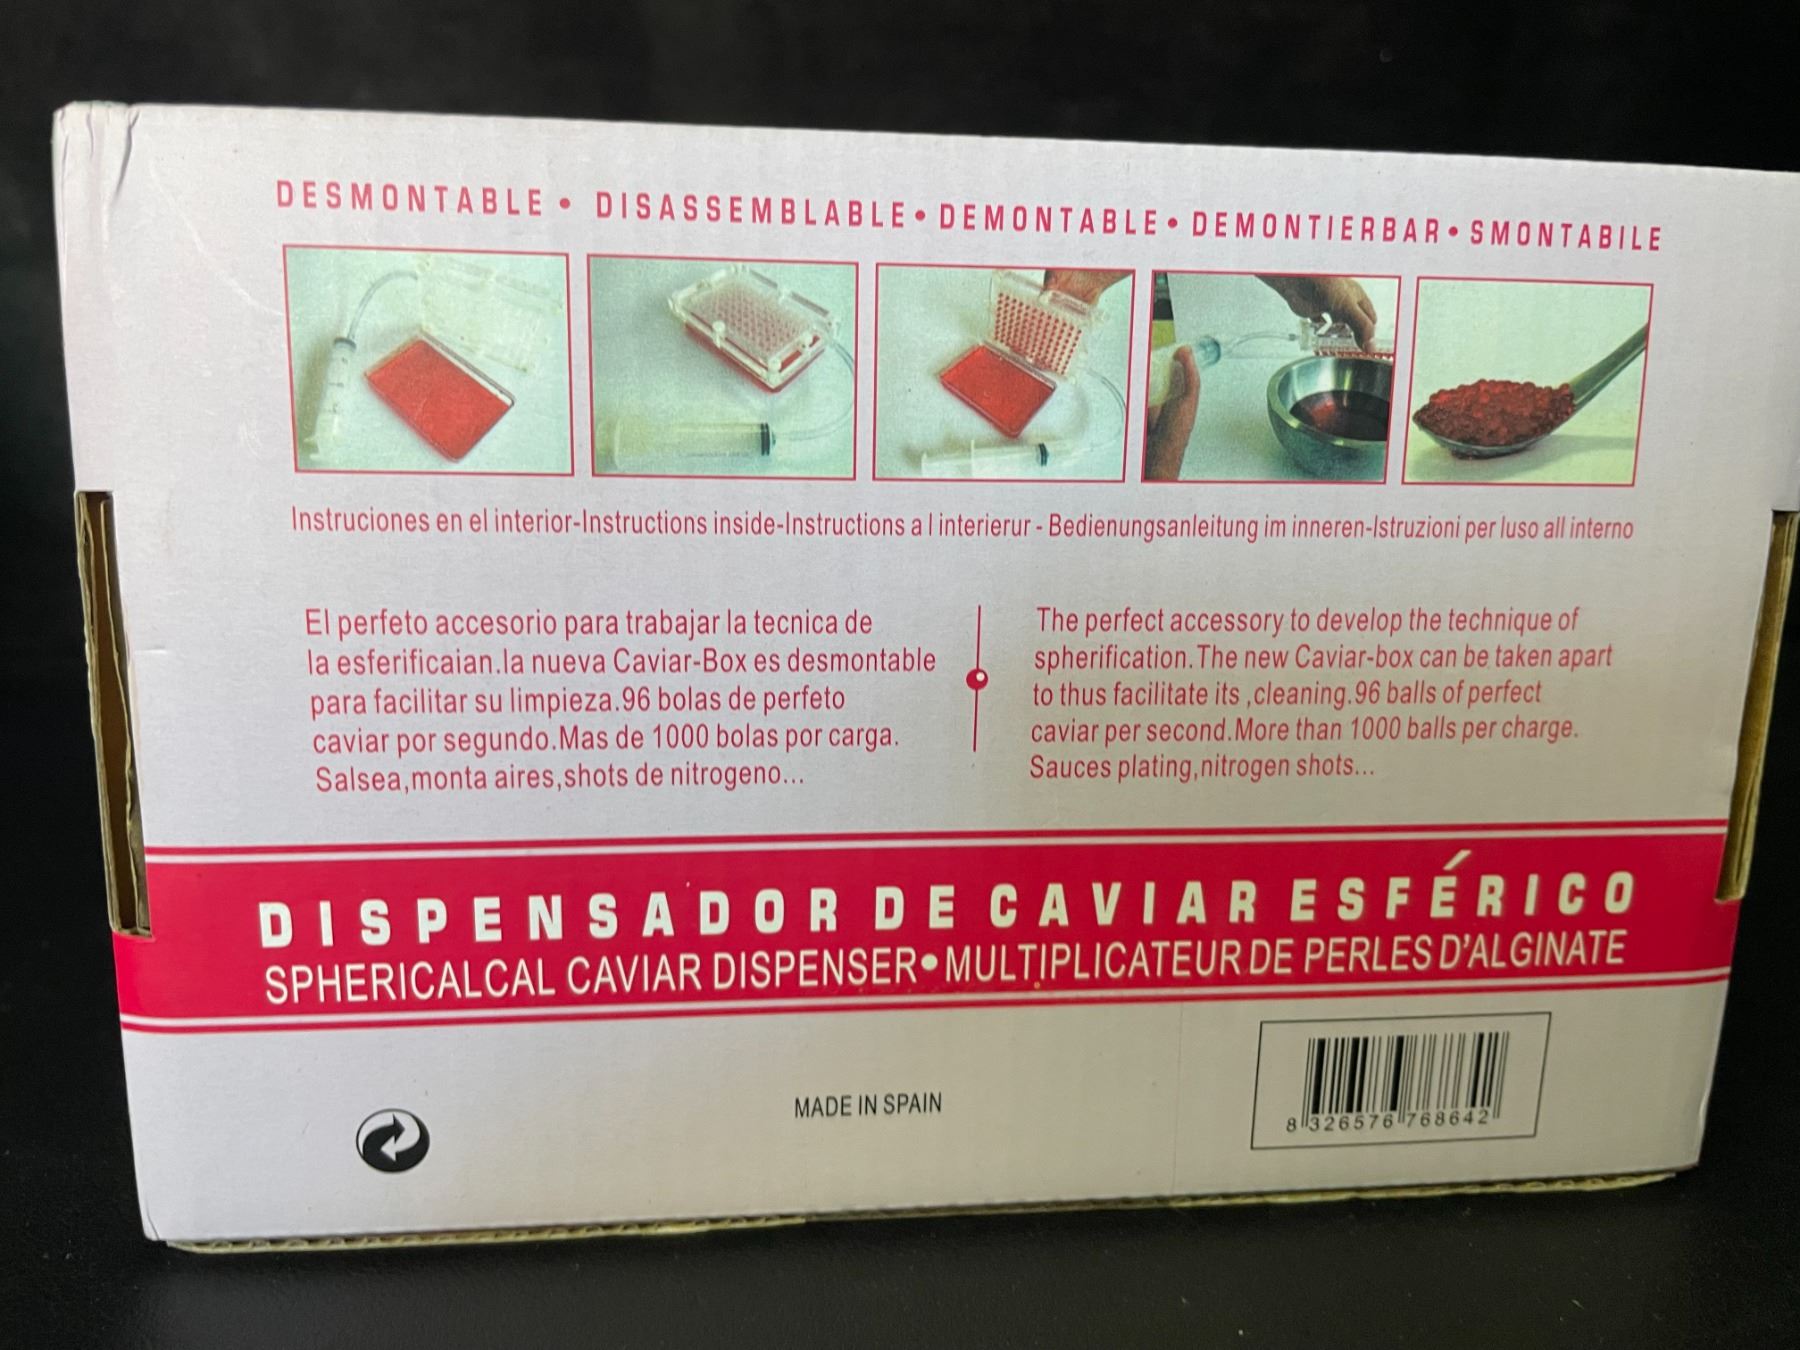 DESMONTABLE • DISASSEMBLABLE • DEMONTABLE • DEMONTIERBAR • SMONTABILE
Instruciones en el interior-Instructions inside-Instructions a l interierur - Bedienungsanleitung im inneren-Istruzioni per luso all interno
El perfeto accesorio para trabajar la tecnica de
la esferificaian.la nueva Caviar-Box es desmontable
para facilitar su limpieza.96 bolas de perfeto
caviar por segundo.Mas de 1000 bolas por carga.
Salsea,monta aires,shots de nitrogeno...
The perfect accessory to develop the technique of
spherification.The new Caviar-box can be taken apart
to thus facilitate its ,cleaning.96 balls of perfect
caviar per second.More than 1000 balls per charge.
Sauces plating,nitrogen shots...
DISPENSADOR DE CAVIAR ESFÉRICO
SPHERICALCAL CAVIAR DISPENSER•MULTIPLICATEUR DE PERLES D'ALGINATE
MADE IN SPAIN
8 326576 768642